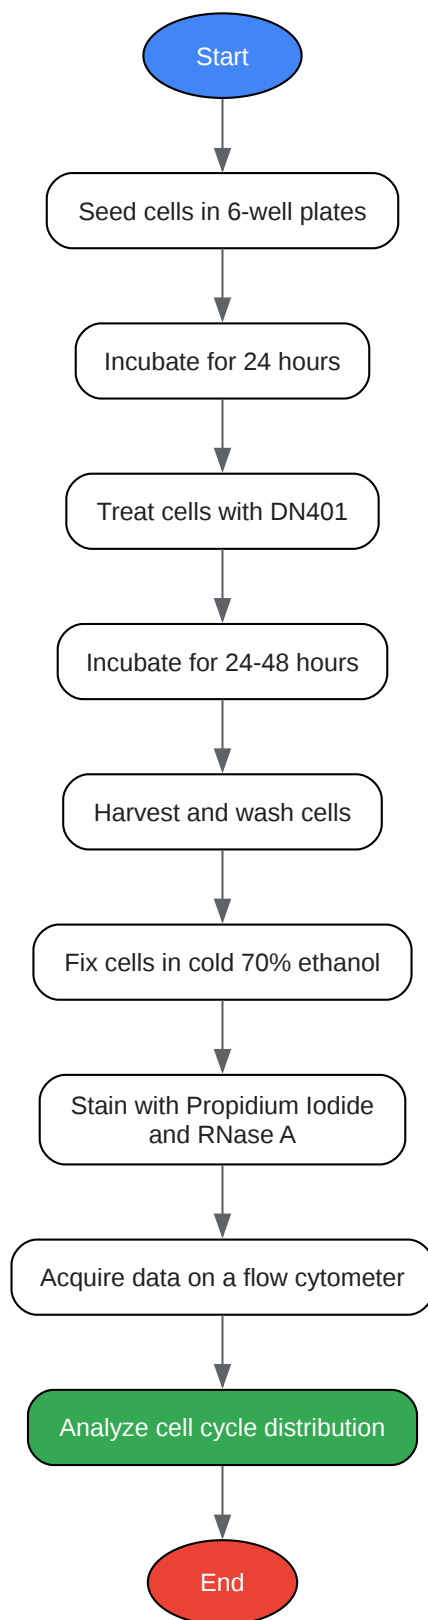 Start
Seed cells in 6-well plates
Incubate for 24 hours
Treat cells with DN401
Incubate for 24-48 hours
Harvest and wash cells
Fix cells in cold 70% ethanol
Stain with Propidium Iodide
and RNase A
Acquire data on a flow cytometer
Analyze cell cycle distribution
End